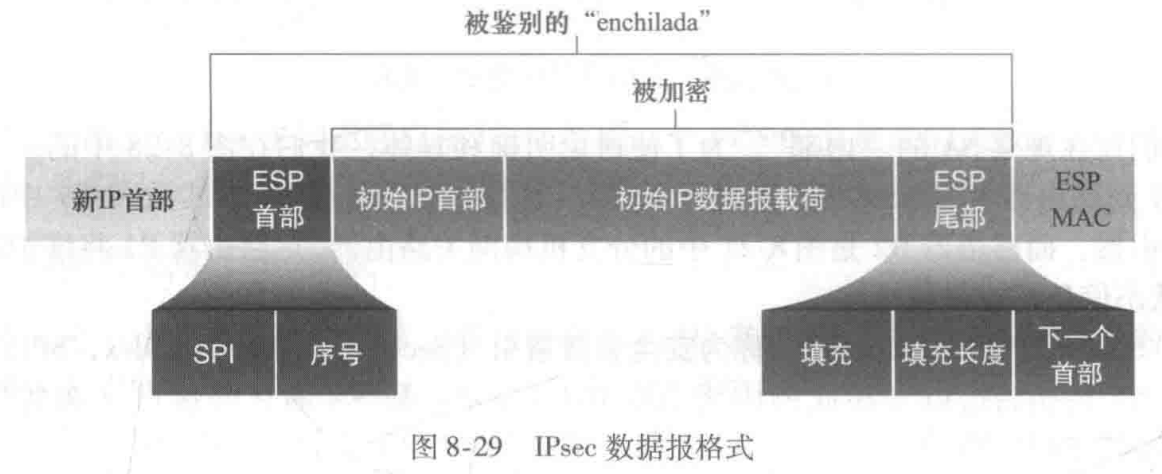 被鉴别的“enchilada”
被加密
新IP首部
ESP
首部
初始IP首部
初始IP数据报载荷
ESP
尾部
ESP
MAC
SPI
序号
填充
填充长度
下一个
首部
图 8-29 IPsec 数据报格式